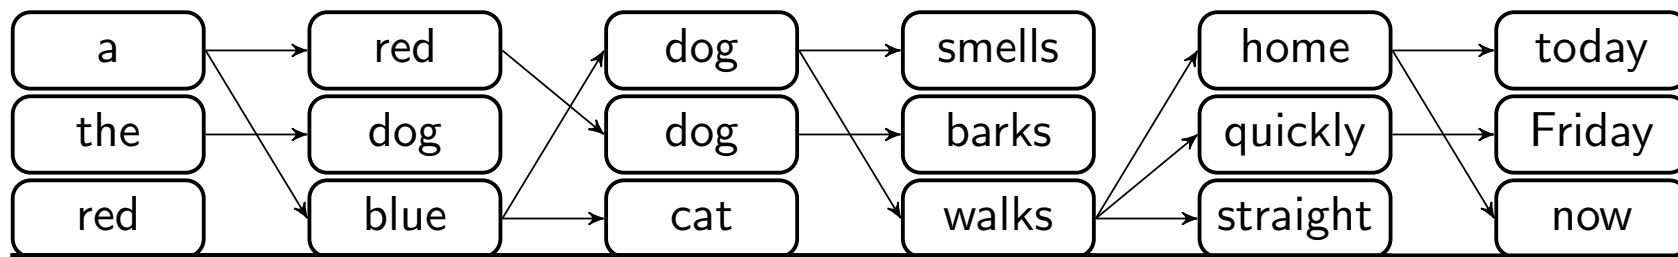 a red dog smells home today
the dog dog barks quickly Friday
red blue cat walks straight now